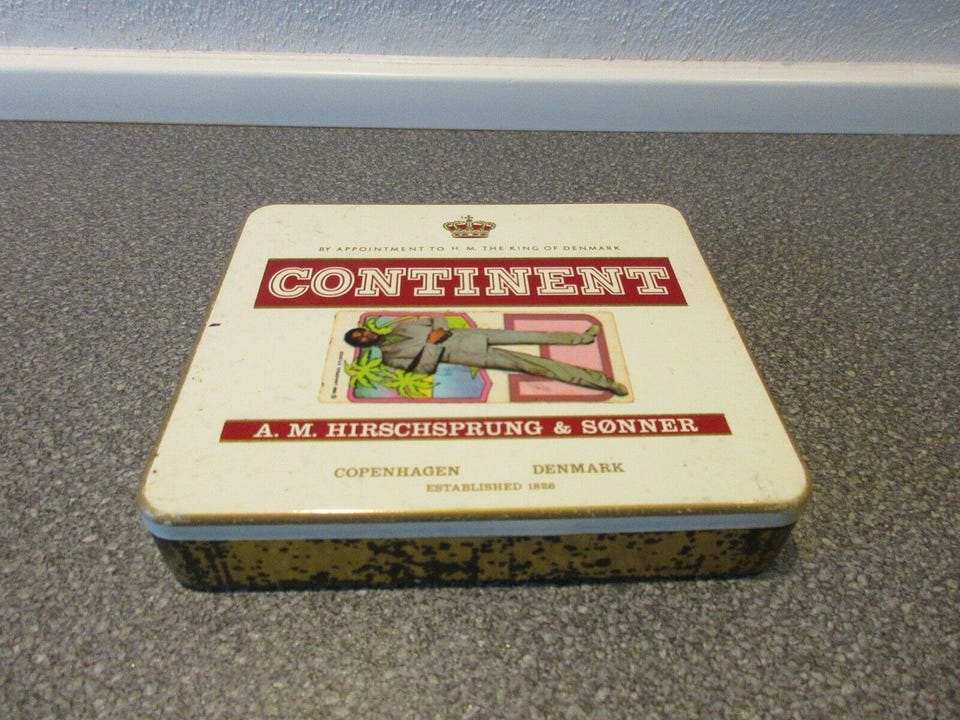 BY APPOINTMENT TO H. M. THE KING OF DENMARK
CONTINENT
A. M. HIRSCHSPRUNG & SØNNER
COPENHAGEN DENMARK
ESTABLISHED 1826